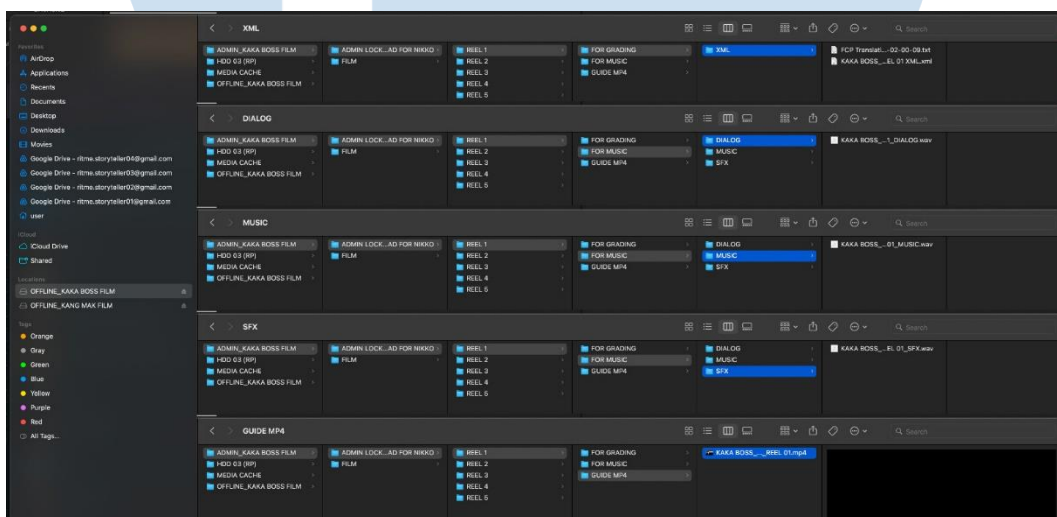 Favorites
AirDrop
Applications
Recents
Documents
Desktop
Downloads
Movies
Google Drive - ritme.storyteller04@gmail.com
Google Drive - ritme.storyteller03@gmail.com
Google Drive - ritme.storyteller02@gmail.com
Google Drive - ritme.storyteller01@gmail.com
user
iCloud
iCloud Drive
Shared
Locations
OFFLINE_KAKA BOSS FILM
OFFLINE_KANG MAK FILM
Tags
Orange
Gray
Green
Blue
Yellow
Purple
Red
All Tags...
XML
Search
ADMIN_KAKA BOSS FILM
HDD 03 (RP)
MEDIA CACHE
OFFLINE_KAKA BOSS FILM
ADMIN LOCK...AD FOR NIKKO
FILM
REEL 1
REEL 2
REEL 3
REEL 4
REEL 5
FOR GRADING
FOR MUSIC
GUIDE MP4
XML
FCP Translati...-02-00-09.txt
KAKA BOSS_...EL 01 XML.xml
DIALOG
Search
ADMIN_KAKA BOSS FILM
HDD 03 (RP)
MEDIA CACHE
OFFLINE_KAKA BOSS FILM
ADMIN LOCK...AD FOR NIKKO
FILM
REEL 1
REEL 2
REEL 3
REEL 4
REEL 5
FOR GRADING
FOR MUSIC
GUIDE MP4
DIALOG
MUSIC
SFX
KAKA BOSS_...1_DIALOG.wav
MUSIC
Search
ADMIN_KAKA BOSS FILM
HDD 03 (RP)
MEDIA CACHE
OFFLINE_KAKA BOSS FILM
ADMIN LOCK...AD FOR NIKKO
FILM
REEL 1
REEL 2
REEL 3
REEL 4
REEL 5
FOR GRADING
FOR MUSIC
GUIDE MP4
DIALOG
MUSIC
SFX
KAKA BOSS_...01_MUSIC.wav
SFX
Search
ADMIN_KAKA BOSS FILM
HDD 03 (RP)
MEDIA CACHE
OFFLINE_KAKA BOSS FILM
ADMIN LOCK...AD FOR NIKKO
FILM
REEL 1
REEL 2
REEL 3
REEL 4
REEL 5
FOR GRADING
FOR MUSIC
GUIDE MP4
DIALOG
MUSIC
SFX
KAKA BOSS_...EL 01_SFX.wav
GUIDE MP4
Search
ADMIN_KAKA BOSS FILM
HDD 03 (RP)
MEDIA CACHE
OFFLINE_KAKA BOSS FILM
ADMIN LOCK...AD FOR NIKKO
FILM
REEL 1
REEL 2
REEL 3
REEL 4
REEL 5
FOR GRADING
FOR MUSIC
GUIDE MP4
KAKA BOSS_..._REEL 01.mp4